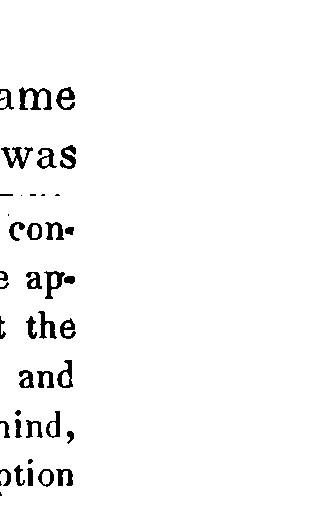 ame
was
con-
e ap-
t the
and
nind,
ption